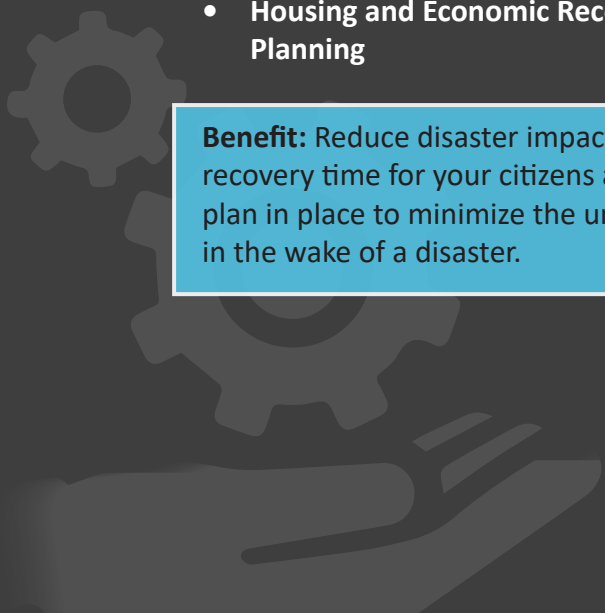 • Housing and Economic Rec
Planning
Benefit: Reduce disaster impac
recovery time for your citizens a
plan in place to minimize the un
in the wake of a disaster.